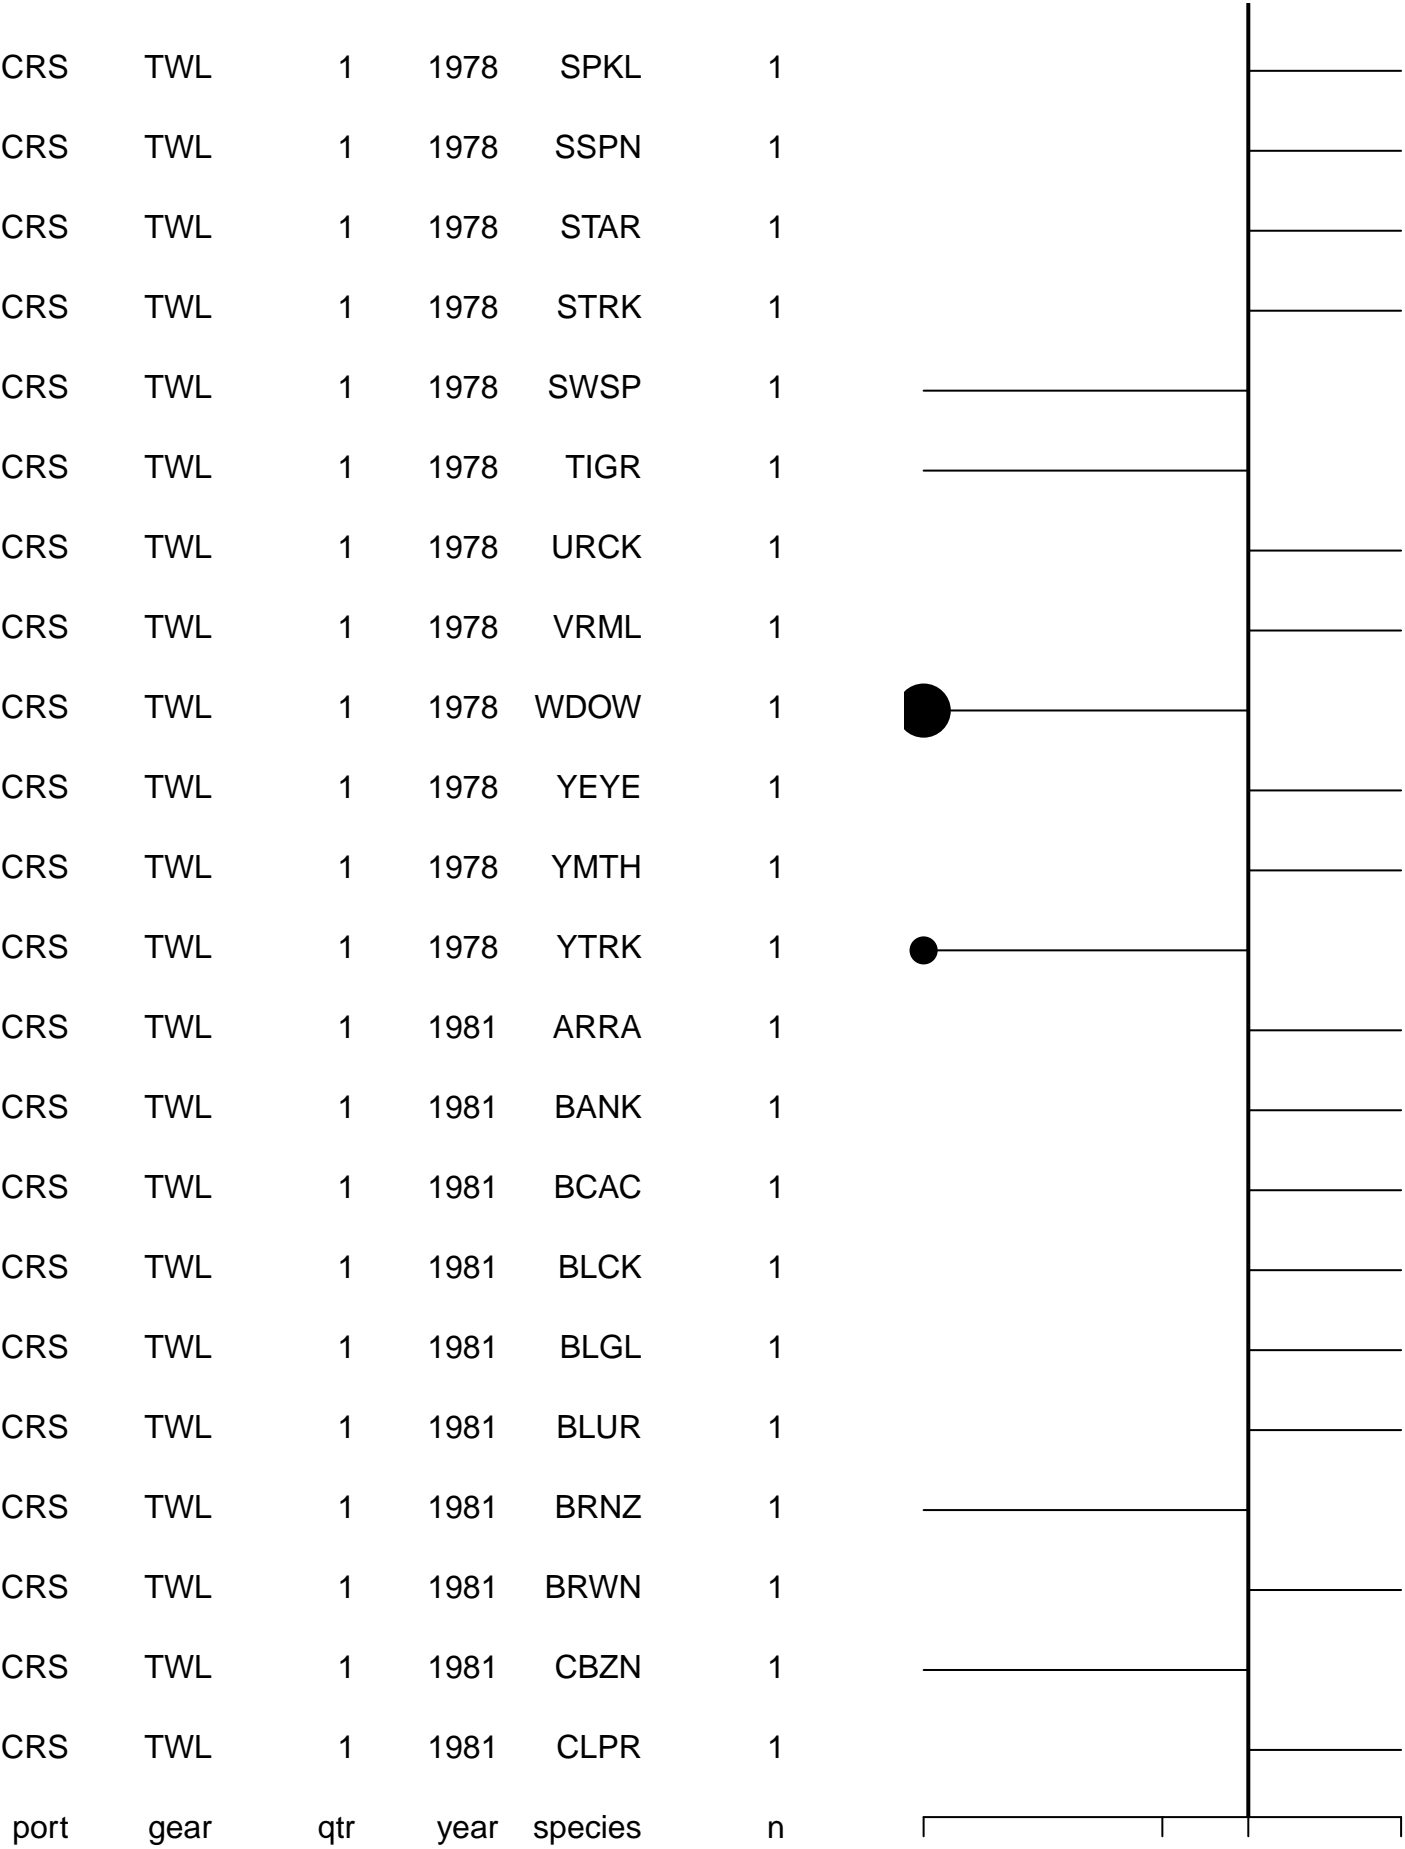 CRS TWL 1 1978 SPKL 1
CRS TWL 1 1978 SSPN 1
CRS TWL 1 1978 STAR 1
CRS TWL 1 1978 STRK 1
CRS TWL 1 1978 SWSP 1
CRS TWL 1 1978 TIGR 1
CRS TWL 1 1978 URCK 1
CRS TWL 1 1978 VRML 1
CRS TWL 1 1978 WDOW 1
CRS TWL 1 1978 YEYE 1
CRS TWL 1 1978 YMTH 1
CRS TWL 1 1978 YTRK 1
CRS TWL 1 1981 ARRA 1
CRS TWL 1 1981 BANK 1
CRS TWL 1 1981 BCAC 1
CRS TWL 1 1981 BLCK 1
CRS TWL 1 1981 BLGL 1
CRS TWL 1 1981 BLUR 1
CRS TWL 1 1981 BRNZ 1
CRS TWL 1 1981 BRWN 1
CRS TWL 1 1981 CBZN 1
CRS TWL 1 1981 CLPR 1
port gear qtr year species n